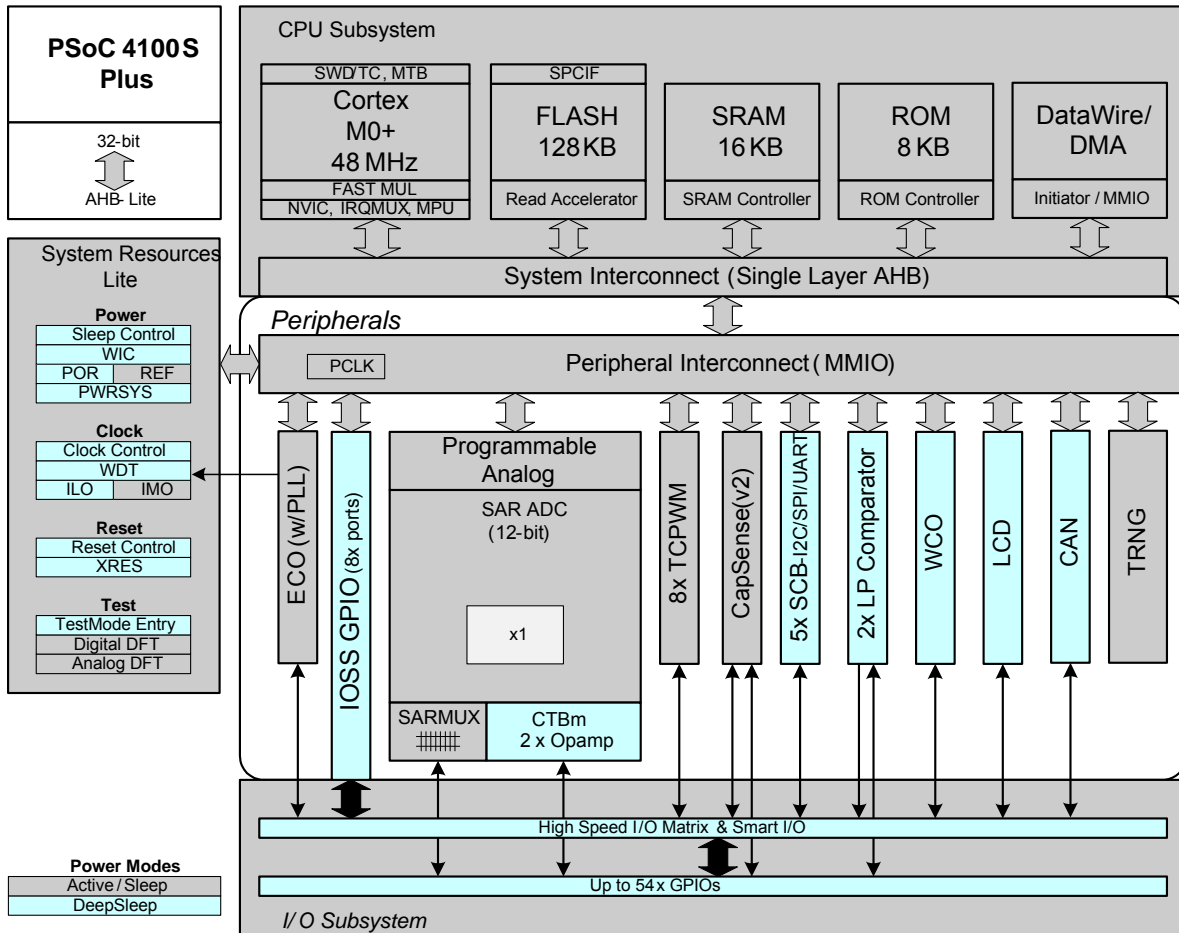 PSoC 4100S
Plus
32-bit
AHB-Lite
CPU Subsystem
SWD/TC, MTB
Cortex
M0+
48 MHz
FAST MUL
NVIC, IRQMUX, MPU
SPCIF
FLASH
128 KB
Read Accelerator
SRAM
16 KB
SRAM Controller
ROM
8 KB
ROM Controller
DataWire/
DMA
Initiator / MMIO
System Interconnect (Single Layer AHB)
System Resources
Lite
Power
Sleep Control
WIC
POR
REF
PWRSYS
Clock
Clock Control
WDT
ILO
IMO
Reset
Reset Control
XRES
Test
TestMode Entry
Digital DFT
Analog DFT
Peripherals
PCLK
Peripheral Interconnect (MMIO)
ECO (w/PLL)
IOSS GPIO (8x ports)
Programmable
Analog
SAR ADC
(12-bit)
x1
SARMUX
CTBm
2 x Opamp
8x TCPWM
CapSense(v2)
5x SCB-I2C/SPI/UART
2x LP Comparator
WCO
LCD
CAN
TRNG
High Speed I/O Matrix & Smart I/O
Up to 54x GPIOs
I/O Subsystem
Power Modes
Active / Sleep
DeepSleep